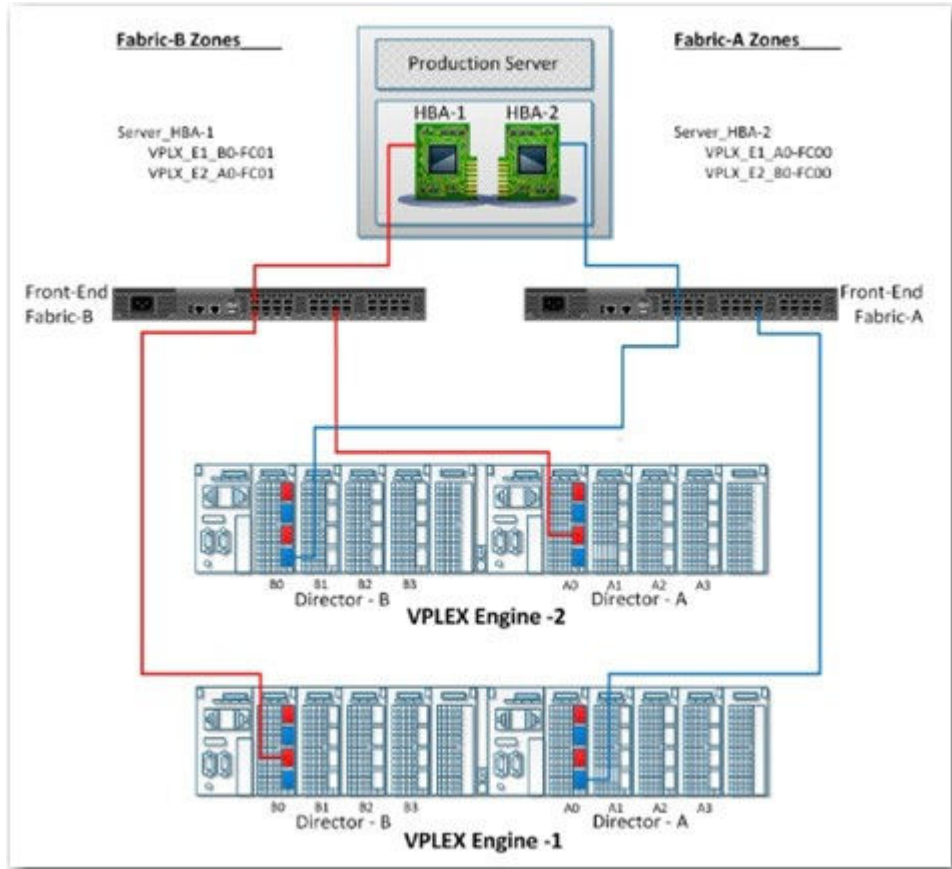 Fabric-B Zones
Fabric-A Zones
Production Server
HBA-1 HBA-2
Server_HBA-1
VPLX_E1_B0-FC01
VPLX_E2_A0-FC01
Server_HBA-2
VPLX_E1_A0-FC00
VPLX_E2_B0-FC00
Front-End
Fabric-B
Front-End
Fabric-A
B0 B1 B2 B3 A0 A1 A2 A3
Director - B Director - A
VPLEX Engine -2
B0 B1 B2 B3 A0 A1 A2 A3
Director - B Director - A
VPLEX Engine -1